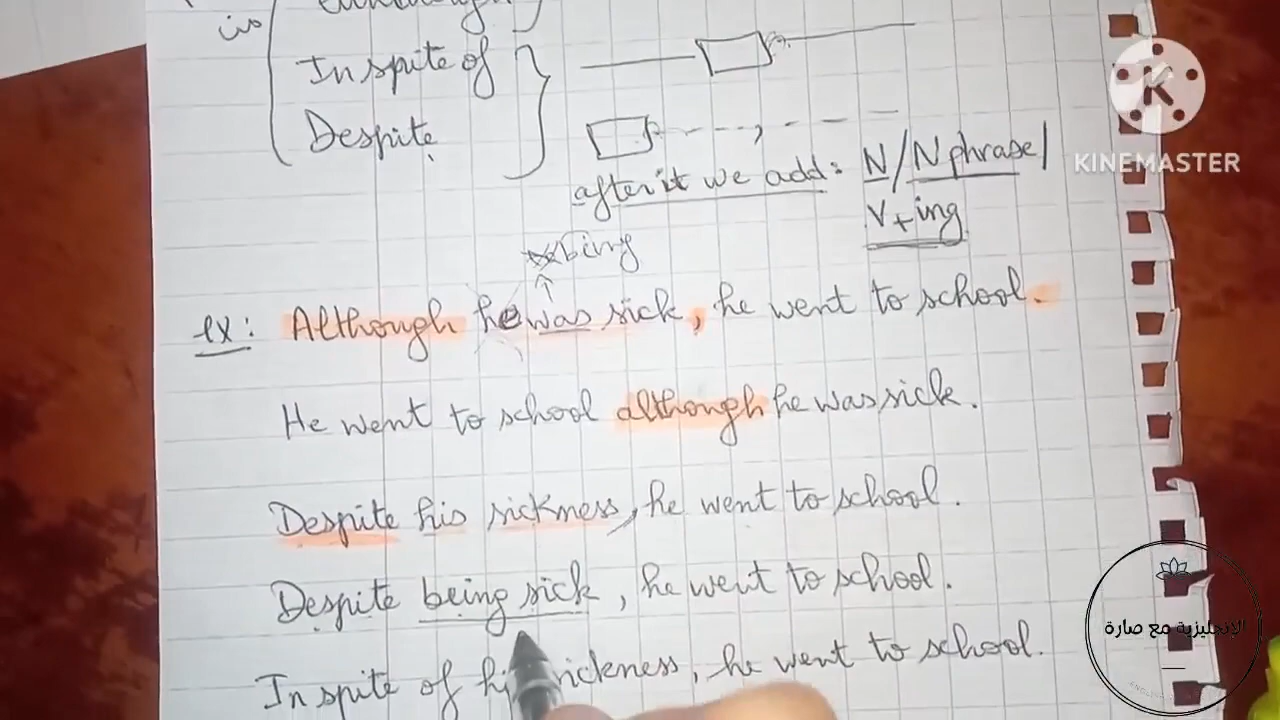 In spite of
Despite
after it we add: N/N phrase/
V+ing
KINEMASTER
ex: Although he was sick, he went to school.
He went to school although he was sick.
Despite his sickness, he went to school.
Despite being sick, he went to school.
الإنجليزية مع صارة
In spite of sickness, he went to school.